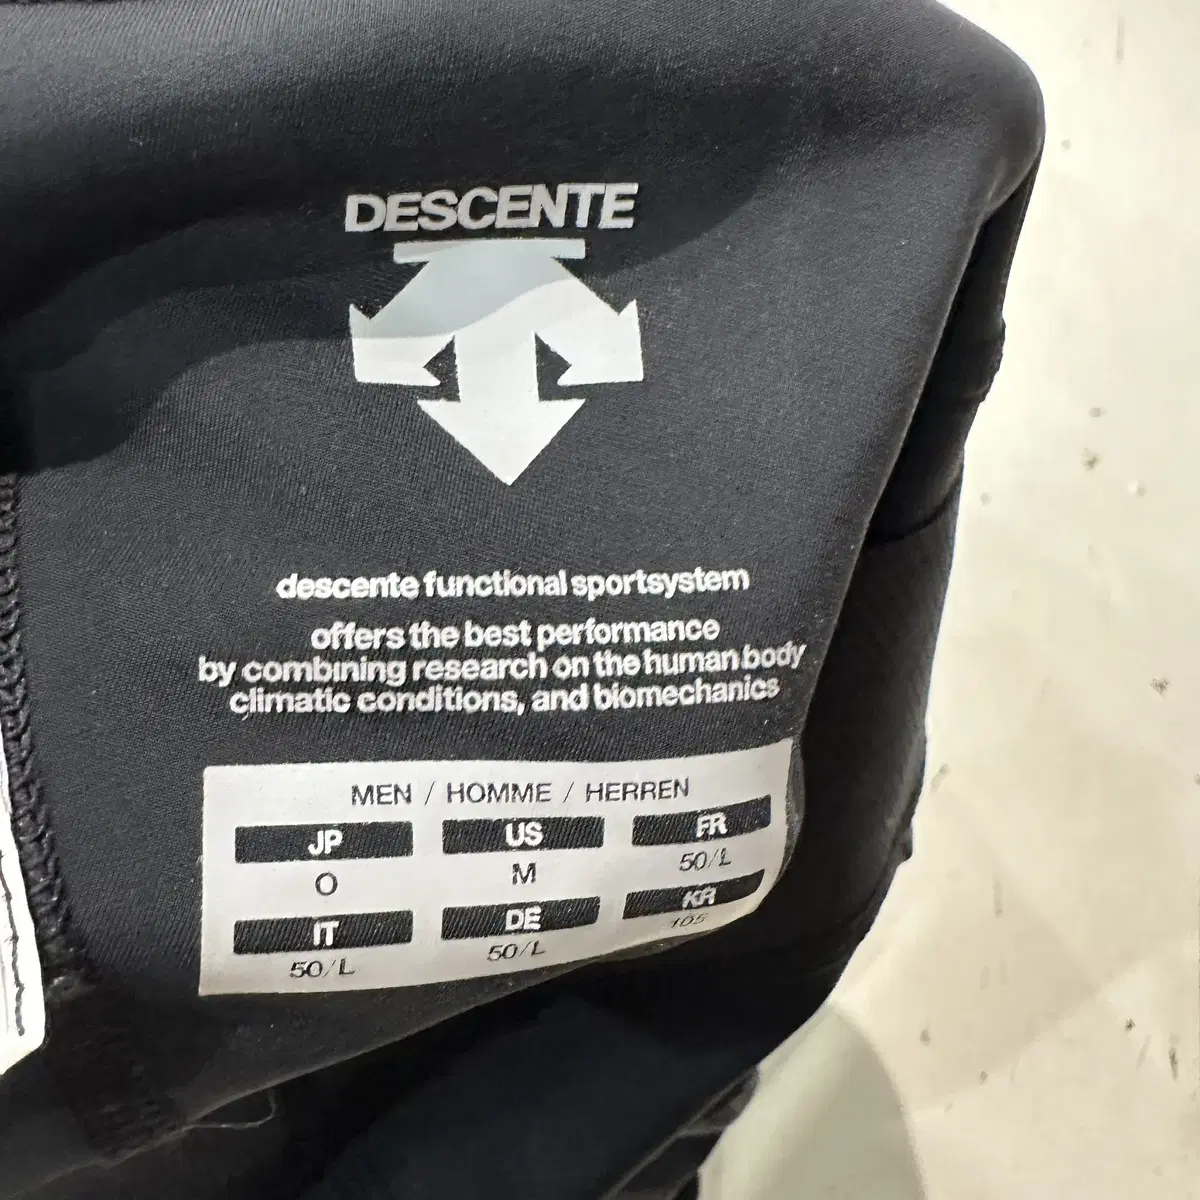 DESCENTE
descente functional sportsystem
offers the best performance
by combining research on the human body
climatic conditions, and biomechanics
MEN / HOMME / HERREN
JP US FR
O M 50/L
IT DE KR
50/L 50/L 105